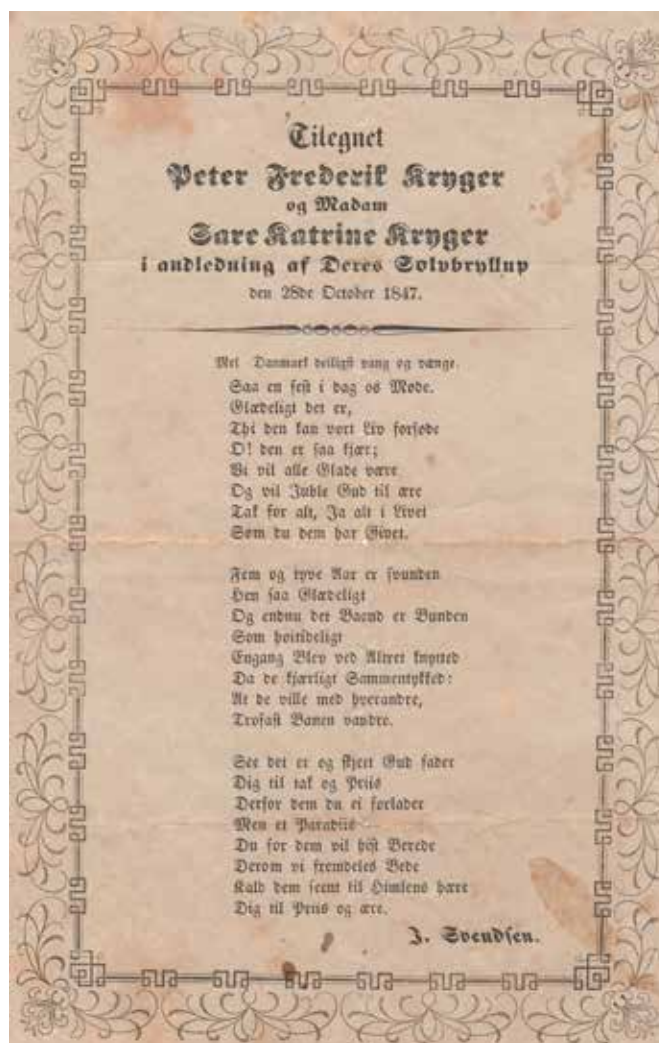 Tilegnet
Peter Frederik Kryger
og Madam
Sare Katrine Kryger
i andledning af Deres Solvbryllup
den 28de October 1847.
Mel Danmark deiligst vang og vænge.
Saa en fest i dag os Møde.
Glædeligt det er,
Thi den kan vort Liv forsøde
O! den er saa kjær;
Vi vil alle Glade være
Og vil Juble Gud til ære
Tak for alt, Ja alt i Livet
Som du dem har Givet.
Fem og tyve Aar er svunden
Hen saa Glædeligt
Og endnu det Baand er Bunden
Som høitideligt
Engang Blev ved Altret knytted
Da de kjærligt Sammentykked:
At de ville med hverandre,
Trofast Banen vandre.
See det er og skjert Gud fader
Dig til tak og Priis
Derfor dem du ei forlader
Men et Paradiis
Du for dem vil hist Berede
Derom vi fremdeles Bede
Kald dem seent til Himlens hære
Dig til Priis og ære.
J. Svendsen.